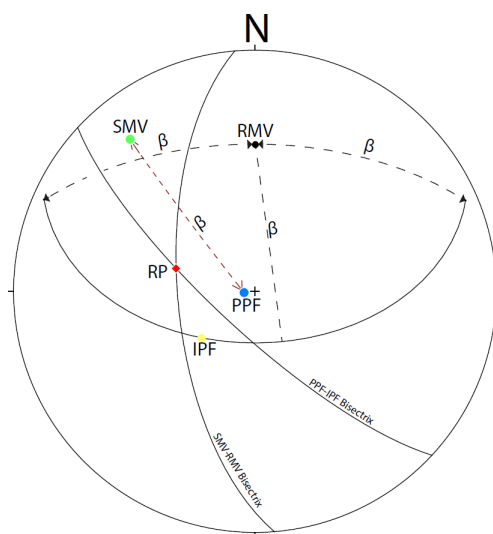 N
SMV
β
RMV
β
β
β
RP
PPF
IPF
PPF-IPF Bisectrix
SMV-RMV Bisectrix